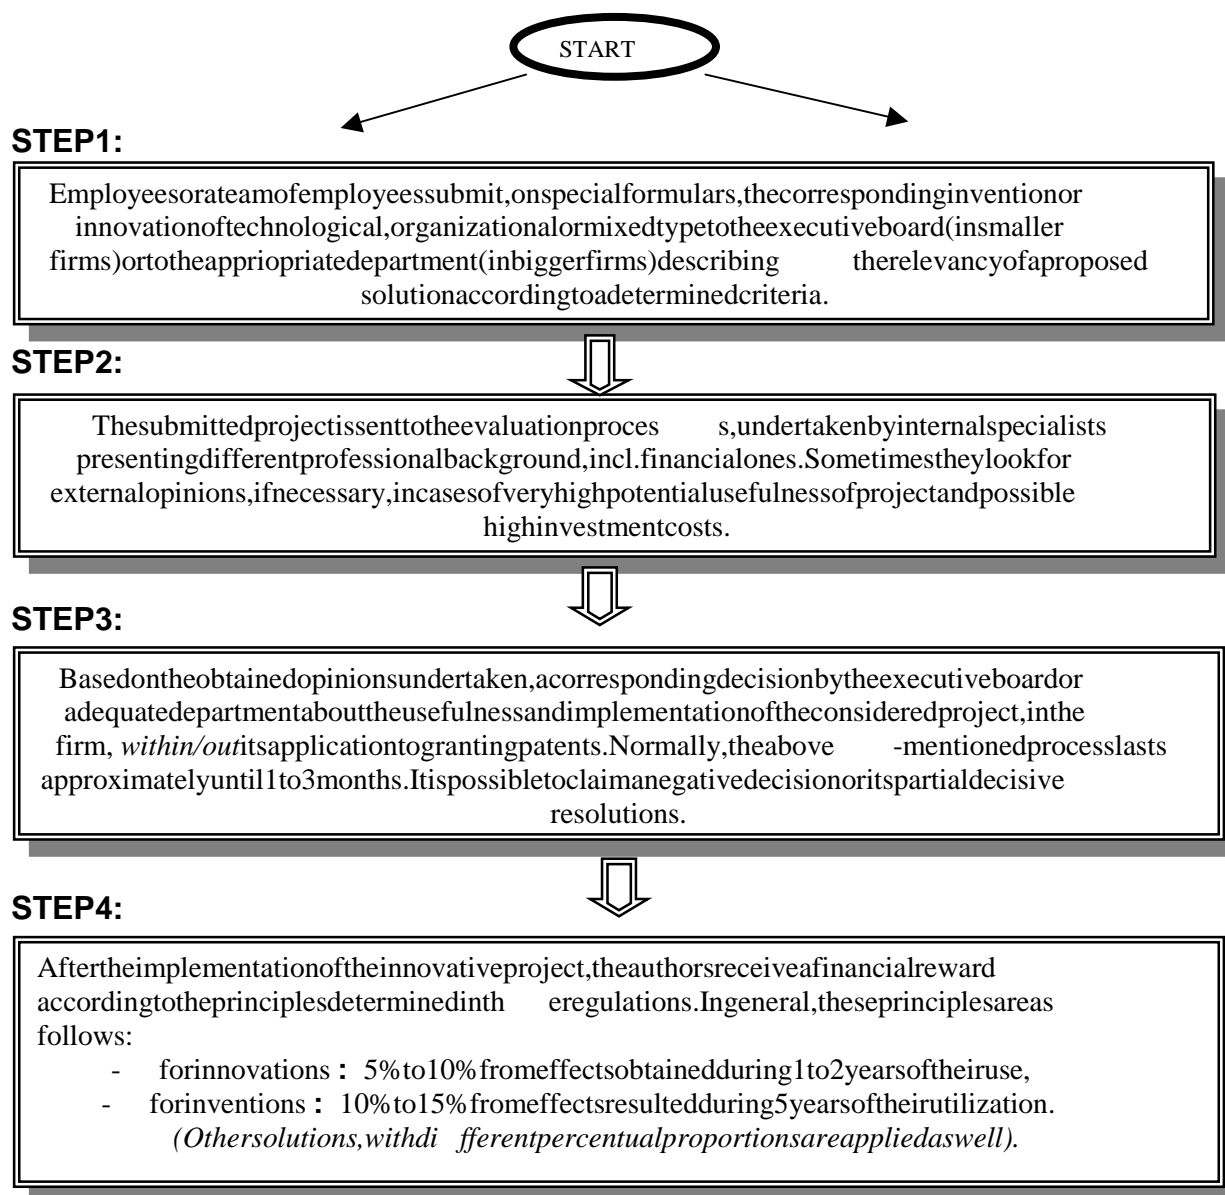 START
STEP1:
Employeesorateamofemployeessubmit,onspecialformulars,thecorrespondinginventionor
innovationoftechnological,organizationalormixedtypetotheexecutiveboard(insmaller
firms)ortotheappriopriatedepartment(inbiggerfirms)describing therelevancyofaproposed
solutionaccordingtoadeterminedcriteria.
STEP2:
Thesubmittedprojectissenttotheevaluationproces s,undertakenbyinternalspecialists
presentingdifferentprofessionalbackground,incl.financialones.Sometimestheylookfor
externalopinions,ifnecessary,incasesofveryhighpotentialusefulnessofprojectandpossible
highinvestmentcosts.
STEP3:
Basedontheobtainedopinionsundertaken,acorrespondingdecisionbytheexecutiveboardor
adequatedepartmentabouttheusefulnessandimplementationoftheconsideredproject,inthe
firm, within/outitsapplicationtograntingpatents.Normally,theabove -mentionedprocesslasts
approximatelyuntil1to3months.Itispossibletoclaimanegativedecisionoritspartialdecisive
resolutions.
STEP4:
Aftertheimplementationoftheinnovativeproject,theauthorsreceiveafinancialreward
accordingtotheprinciplesdeterminedinth eregulations.Ingeneral,theseprinciplesareas
follows:
- forinnovations : 5%to10%fromeffectsobtainedduring1to2yearsoftheiruse,
- forinventions : 10%to15%fromeffectsresultedduring5yearsoftheirutilization.
(Othersolutions,withdi fferentpercentualproportionsareappliedaswell).